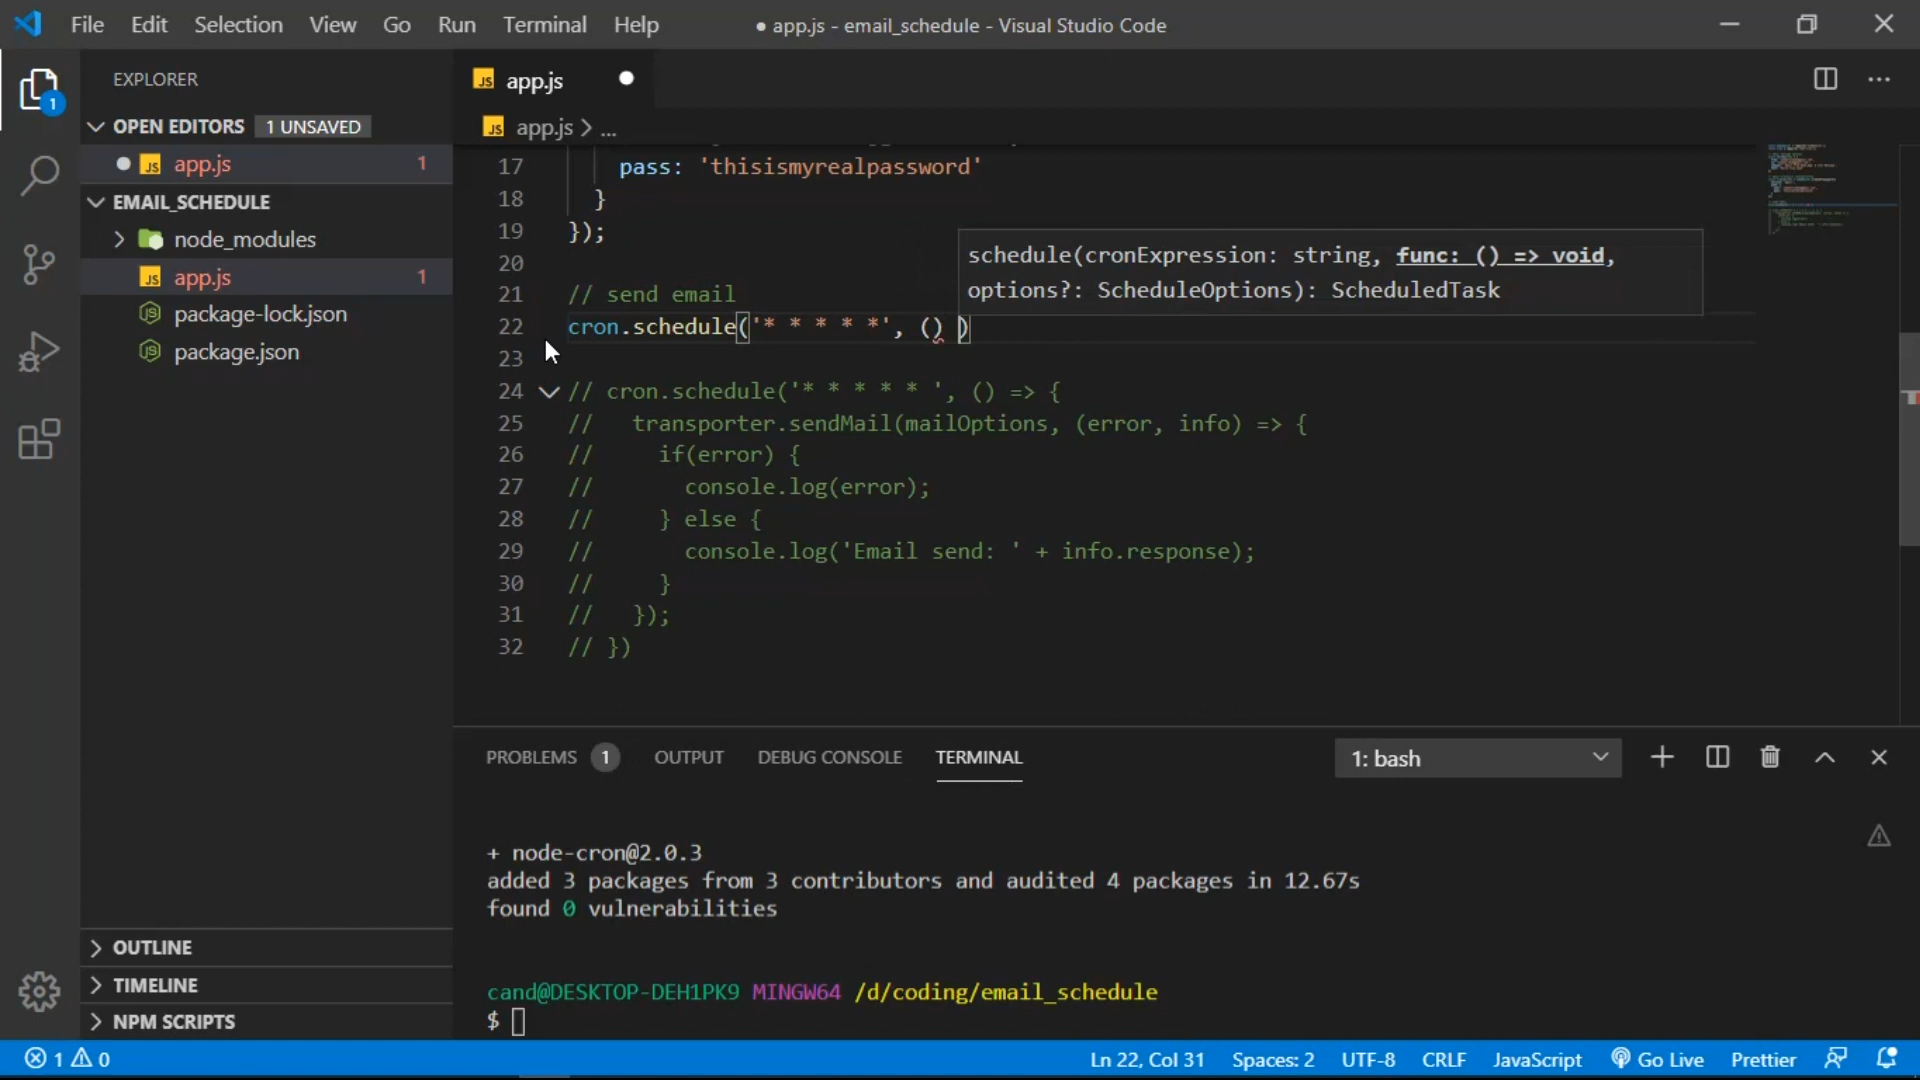 File Edit Selection View Go Run Terminal Help ● app.js - email_schedule - Visual Studio Code
EXPLORER
1
OPEN EDITORS 1 UNSAVED
JS app.js 1
EMAIL_SCHEDULE
node_modules
JS app.js 1
package-lock.json
package.json
OUTLINE
TIMELINE
NPM SCRIPTS
JS app.js ●
JS app.js > ...
17 pass: 'thisismyrealpassword'
18 }
19 });
20
21 // send email
22 cron.schedule('* * * * *', () )
23
24 // cron.schedule('* * * * * ', () => {
25 // transporter.sendMail(mailOptions, (error, info) => {
26 // if(error) {
27 // console.log(error);
28 // } else {
29 // console.log('Email send: ' + info.response);
30 // }
31 // });
32 // })
schedule(cronExpression: string, func: () => void,
options?: ScheduleOptions): ScheduledTask
PROBLEMS 1 OUTPUT DEBUG CONSOLE TERMINAL 1: bash
+ node-cron@2.0.3
added 3 packages from 3 contributors and audited 4 packages in 12.67s
found 0 vulnerabilities
cand@DESKTOP-DEH1PK9 MINGW64 /d/coding/email_schedule
$
1 0 Ln 22, Col 31 Spaces: 2 UTF-8 CRLF JavaScript Go Live Prettier